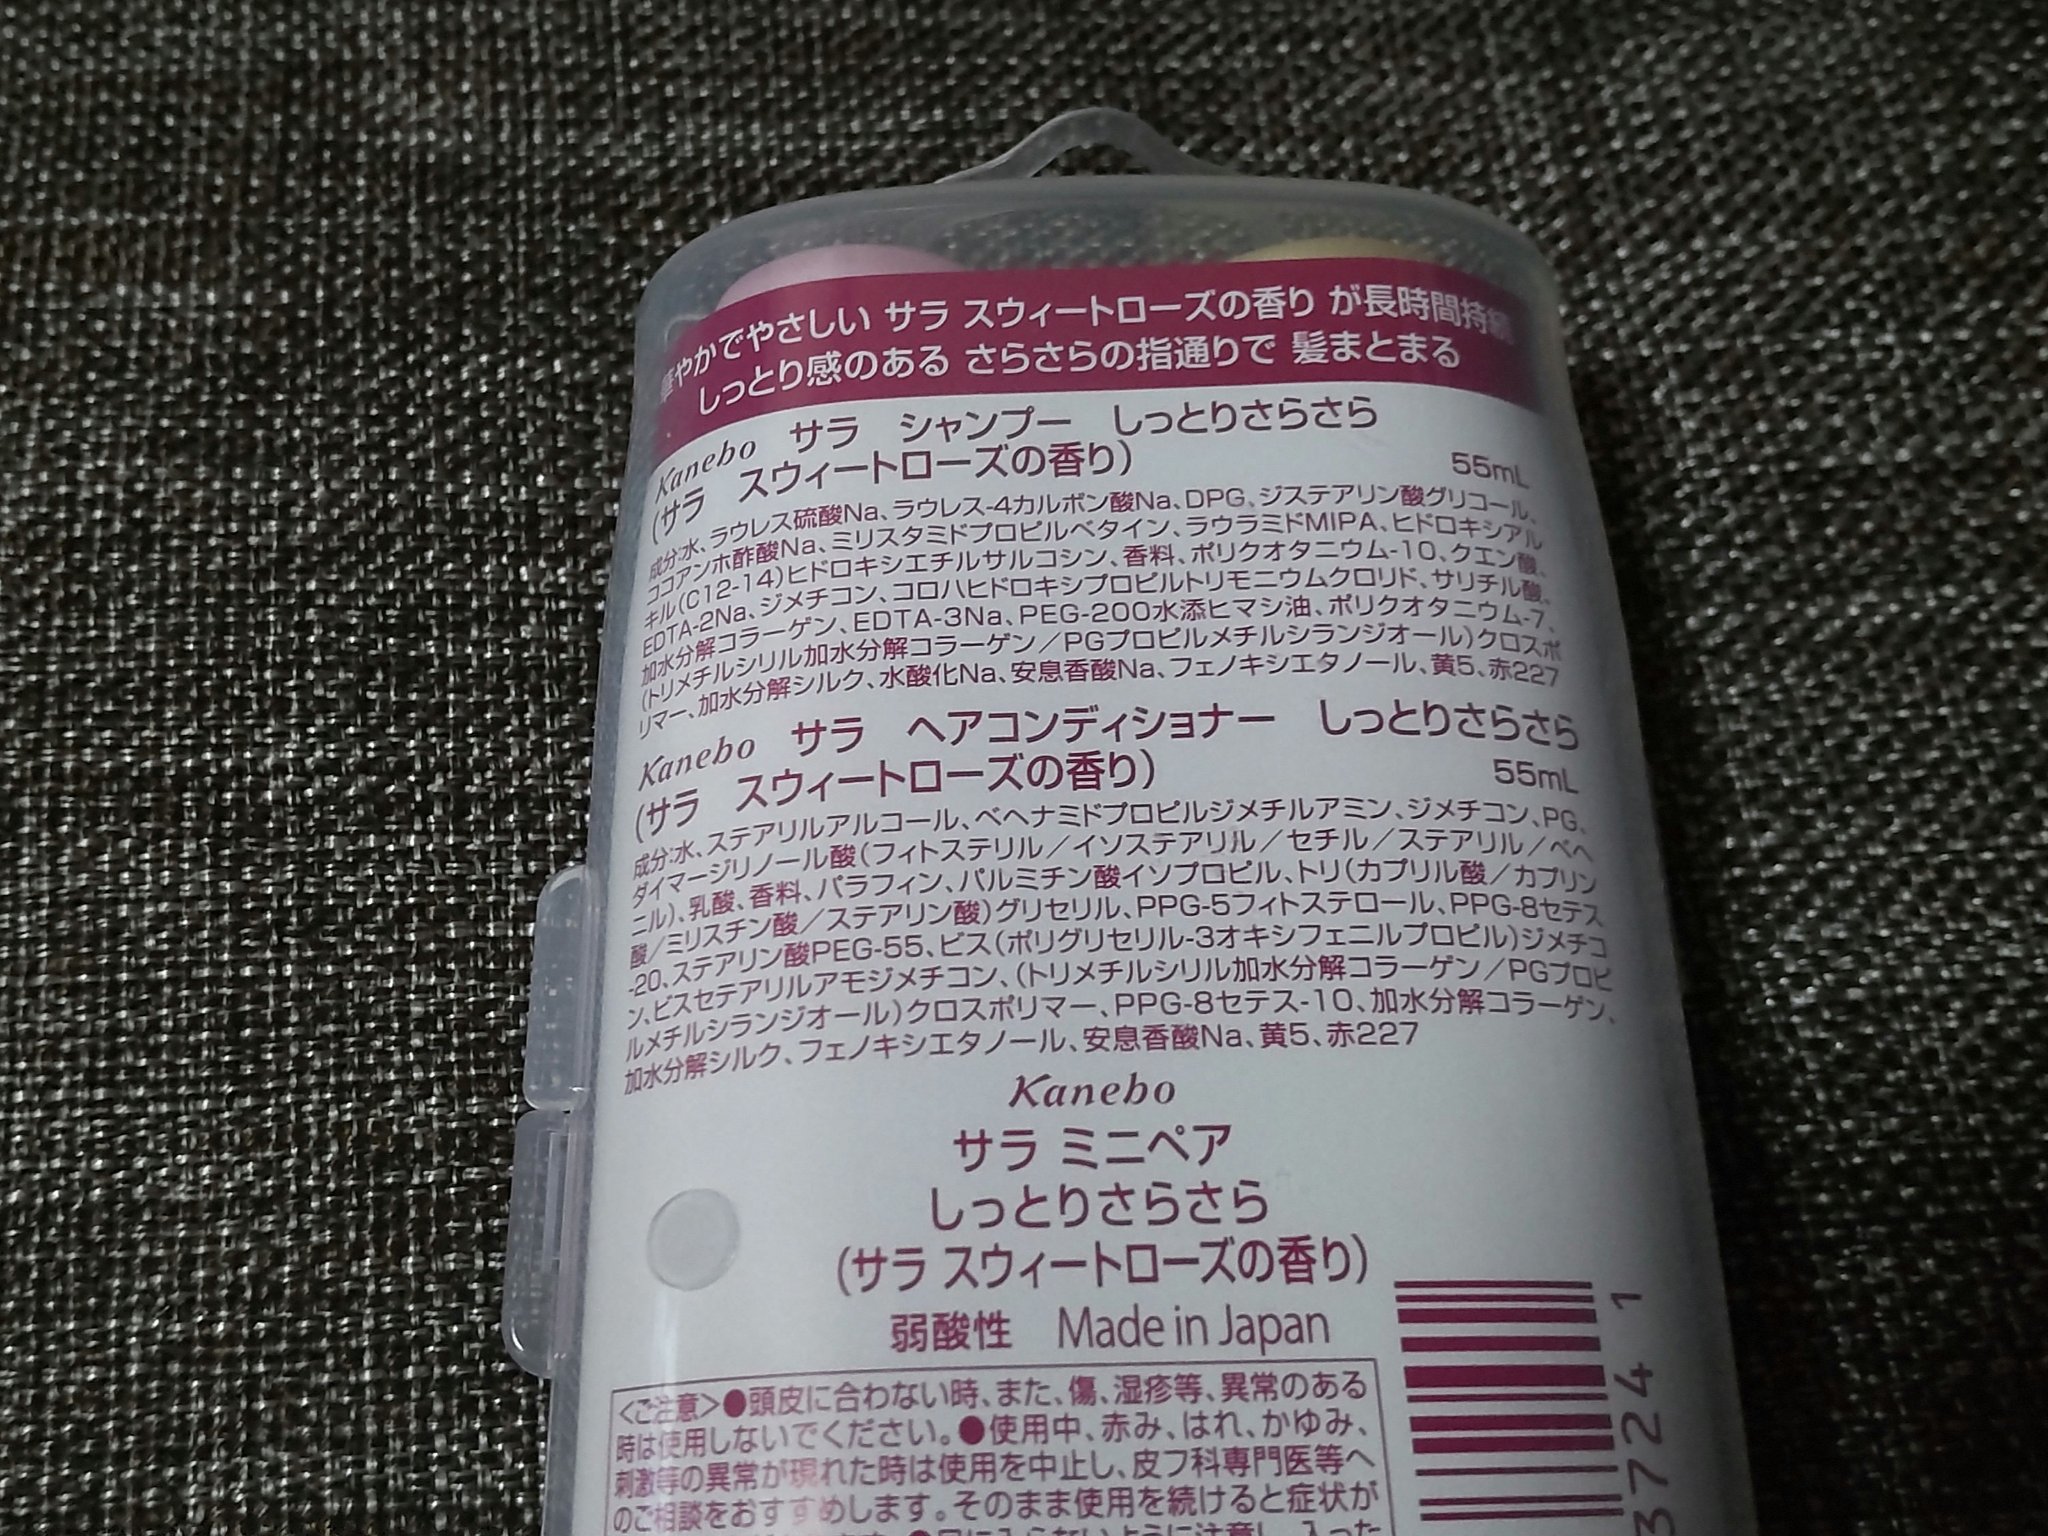 華やかでやさしい サラ スウィートローズの香り が長時間持続
しっとり感のある さらさらの指通りで 髪まとまる
Kanebo サラ シャンプー しっとりさらさら
(サラ スウィートローズの香り) 55mL
成分:水、ラウレス硫酸Na、ラウレス-4カルボン酸Na、DPG、ジステアリン酸グリコール、
ココアンホ酢酸Na、ミリスタミドプロピルベタイン、ラウラミドMIPA、ヒドロキシアル
キル(C12-14)ヒドロキシエチルサルコシン、香料、ポリクオタニウム-10、クエン酸、
EDTA-2Na、ジメチコン、コロハヒドロキシプロピルトリモニウムクロリド、サリチル酸、
加水分解コラーゲン、EDTA-3Na、PEG-200水添ヒマシ油、ポリクオタニウム-7、
(トリメチルシリル加水分解コラーゲン/PGプロピルメチルシランジオール)クロスポ
リマー、加水分解シルク、水酸化Na、安息香酸Na、フェノキシエタノール、黄5、赤227
Kanebo サラ ヘアコンディショナー しっとりさらさら
(サラ スウィートローズの香り) 55mL
成分:水、ステアリルアルコール、ベヘナミドプロピルジメチルアミン、ジメチコン、PG、
ダイマージリノール酸(フィトステリル/イソステアリル/セチル/ステアリル/ベヘ
ニル)、乳酸、香料、パラフィン、パルミチン酸イソプロピル、トリ(カプリル酸/カプリン
酸/ミリスチン酸/ステアリン酸)グリセリル、PPG-5フィトステロール、PPG-8セテス
-20、ステアリン酸PEG-55、ビス(ポリグリセリル-3オキシフェニルプロピル)ジメチコ
ン、ビスセテアリルアモジメチコン、(トリメチルシリル加水分解コラーゲン/PGプロピ
ルメチルシランジオール)クロスポリマー、PPG-8セテス-10、加水分解コラーゲン、
加水分解シルク、フェノキシエタノール、安息香酸Na、黄5、赤227
Kanebo
サラ ミニペア
しっとりさらさら
(サラ スウィートローズの香り)
弱酸性 Made in Japan
<ご注意>●頭皮に合わない時、また、傷、湿疹等、異常のある
時は使用しないでください。●使用中、赤み、はれ、かゆみ、
刺激等の異常が現れた時は使用を中止し、皮フ科専門医等へ
のご相談をおすすめします。そのまま使用を続けると症状が
●目に入らないように注意し、入った
3724 1